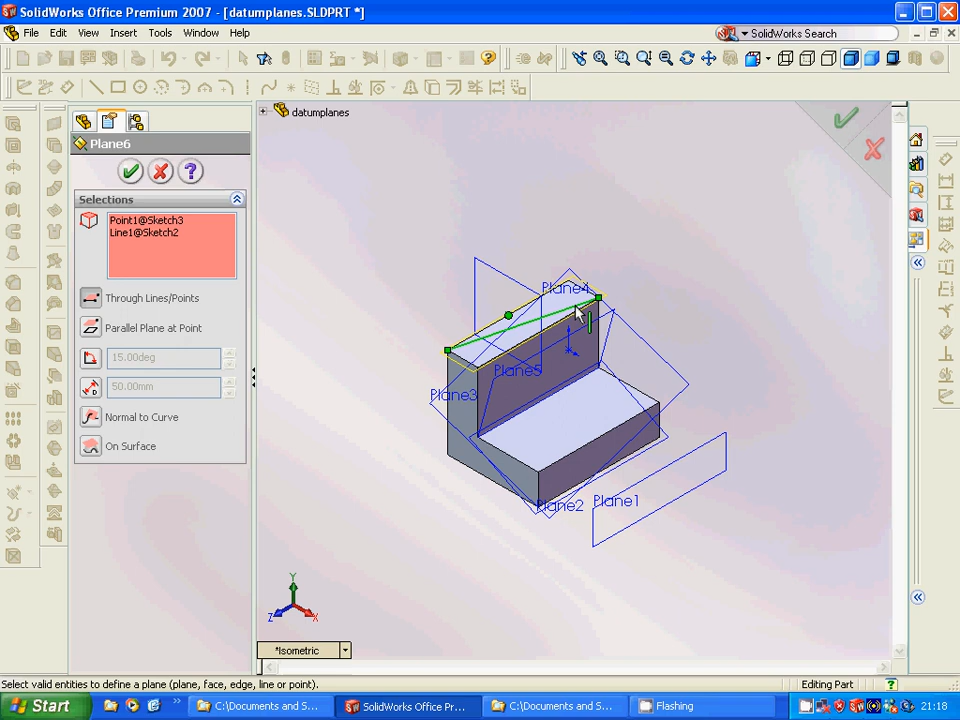 SolidWorks Office Premium 2007 - [datumplanes.SLDPRT *]
File Edit View Insert Tools Window Help
SolidWorks Search
datumplanes
Plane6
Selections
Point1@Sketch3
Line1@Sketch2
Through Lines/Points
Parallel Plane at Point
15.00deg
50.00mm
Normal to Curve
On Surface
Plane4
Plane5
Plane3
Plane2
Plane1
Y
Z
X
*Isometric
Select valid entities to define a plane (plane, face, edge, line or point).
Editing Part
Start
C:\Documents and S...
SolidWorks Office Pr...
C:\Documents and S...
Flashing
21:18